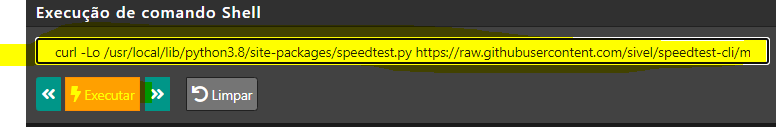 Execução de comando Shell
curl -Lo /usr/local/lib/python3.8/site-packages/speedtest.py https://raw.githubusercontent.com/sivel/speedtest-cli/m
Executar Limpar